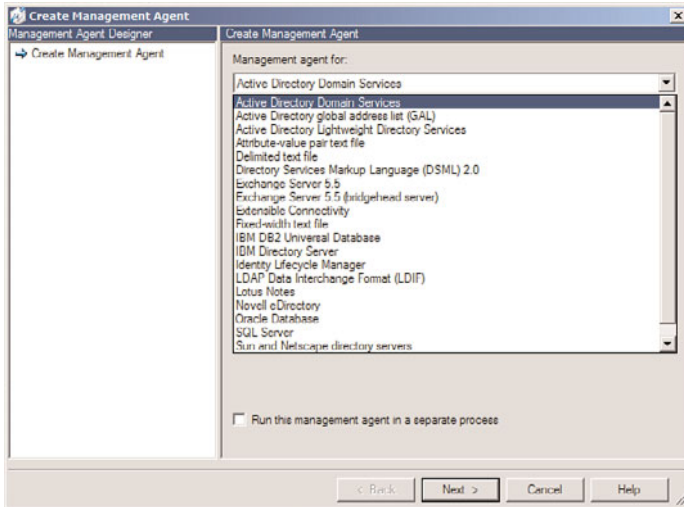 Create Management Agent
Management Agent Designer
Create Management Agent
Create Management Agent
Management agent for:
Active Directory Domain Services
Active Directory Domain Services
Active Directory global address list (GAL)
Active Directory Lightweight Directory Services
Attribute-value pair text file
Delimited text file
Directory Services Markup Language (DSML) 2.0
Exchange Server 5.5
Exchange Server 5.5 (bridgehead server)
Extensible Connectivity
Fixed-width text file
IBM DB2 Universal Database
IBM Directory Server
Identity Lifecycle Manager
LDAP Data Interchange Format (LDIF)
Lotus Notes
Novell eDirectory
Oracle Database
SQL Server
Sun and Netscape directory servers
Run this management agent in a separate process
< Back
Next >
Cancel
Help